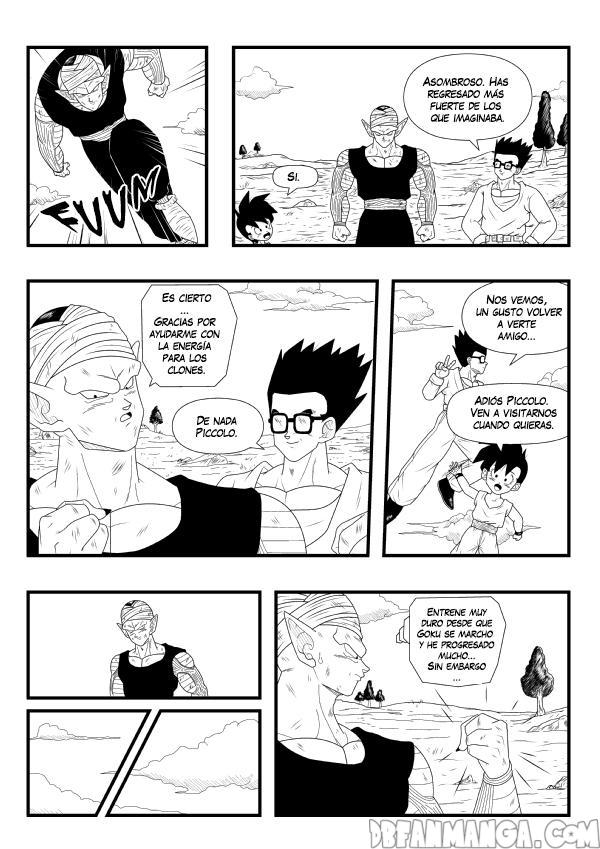 FUUM
ASOMBROSO. HAS
REGRESADO MÁS
FUERTE DE LOS
QUE IMAGINABA.
SI.
ES CIERTO
...
GRACIAS POR
AYUDARME CON
LA ENERGÍA
PARA LOS
CLONES.
DE NADA
PICCOLO.
NOS VEMOS,
UN GUSTO VOLVER
A VERTE
AMIGO...
ADIÓS PICCOLO.
VEN A VISITARNOS
CUANDO QUIERAS.
ENTRENE MUY
DURO DESDE QUE
GOKU SE MARCHO
Y HE PROGRESADO
MUCHO...
SIN EMBARGO
...
DBFANMANGA.COM